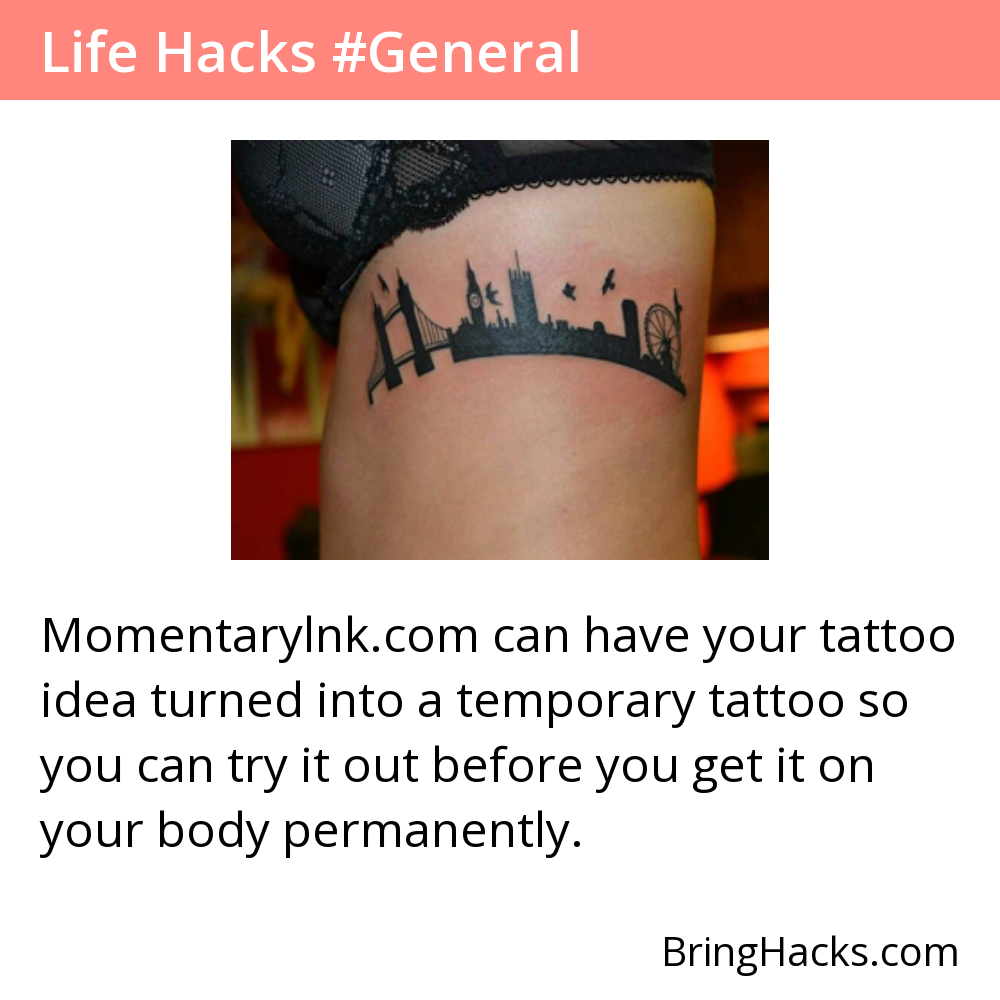 Life Hacks #General
MomentaryInk.com can have your tattoo
idea turned into a temporary tattoo so
you can try it out before you get it on
your body permanently.
BringHacks.com